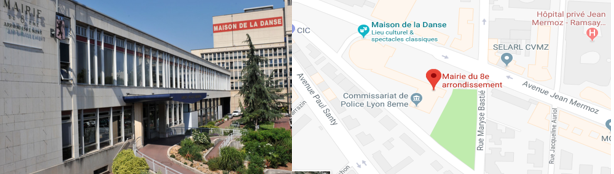 MAIRIE
MAISON DE LA DANSE
CIC
Maison de la Danse
Lieu culturel &
spectacles classiques
Hôpital privé Jean
Mermoz - Ramsay...
SELARL CVMZ
Mairie du 8e
arrondissement
Avenue Jean Mermoz
Commissariat de
Police Lyon 8eme
Avenue Paul Santy
Rue Maryse Bastié
Rue Jacqueline Auriol